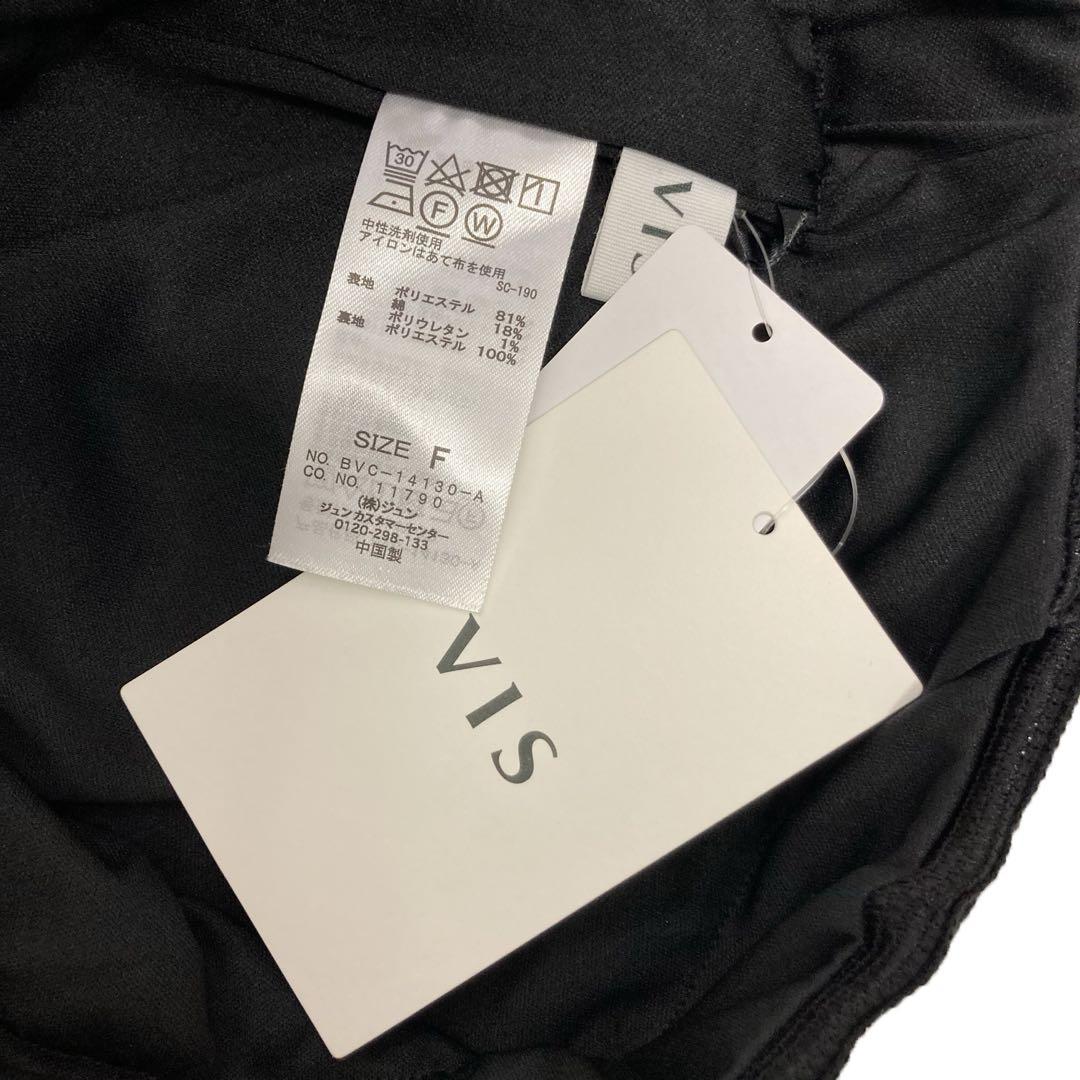 30
F W
中性洗剤使用
アイロンはあて布を使用
SC-190
表地 ポリエステル 81%
綿 18%
ポリウレタン 1%
裏地 ポリエステル 100%
SIZE F
NO. BVC-14130-A
CO. NO. 11790
(株)ジュン
ジュンカスタマーセンター
0120-298-133
中国製
VIS
VIS